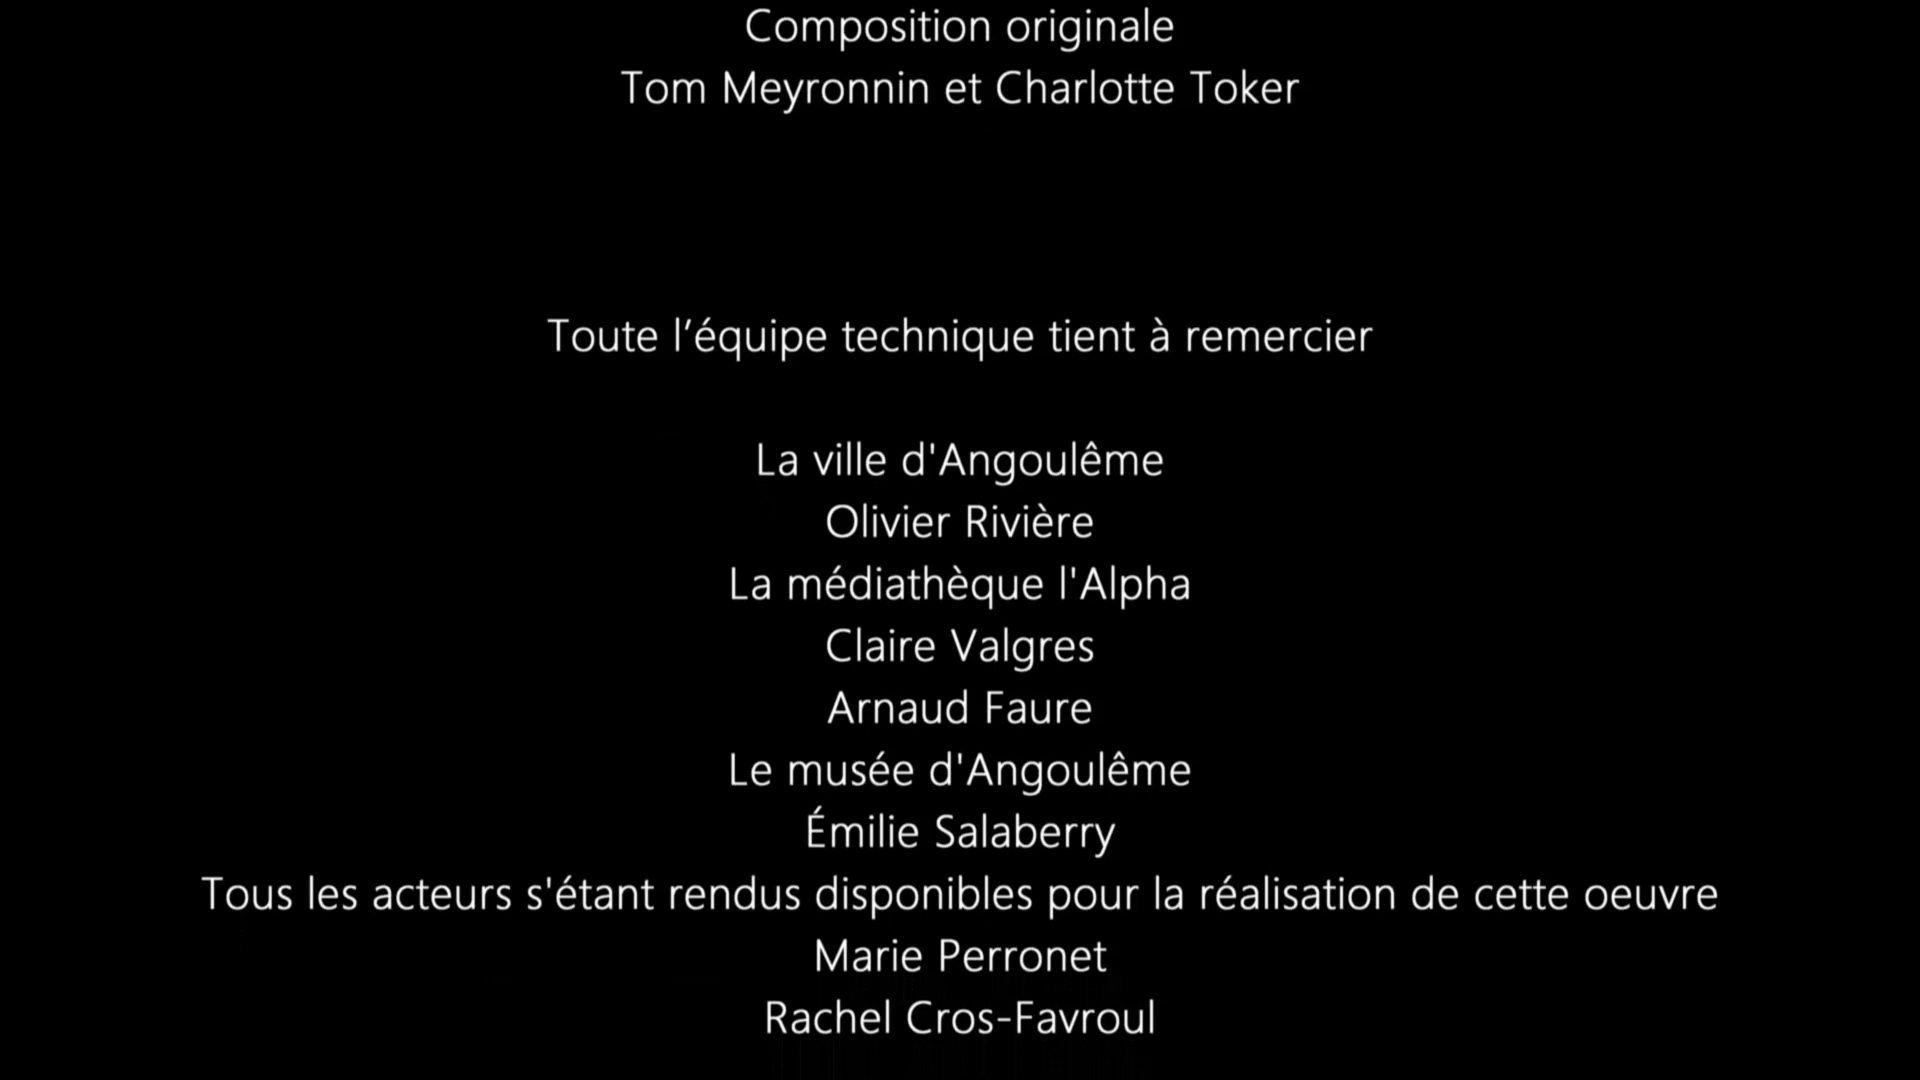 Composition originale
Tom Meyronnin et Charlotte Toker
Toute l’équipe technique tient à remercier
La ville d'Angoulême
Olivier Rivière
La médiathèque l'Alpha
Claire Valgres
Arnaud Faure
Le musée d'Angoulême
Émilie Salaberry
Tous les acteurs s'étant rendus disponibles pour la réalisation de cette oeuvre
Marie Perronet
Rachel Cros-Favroul